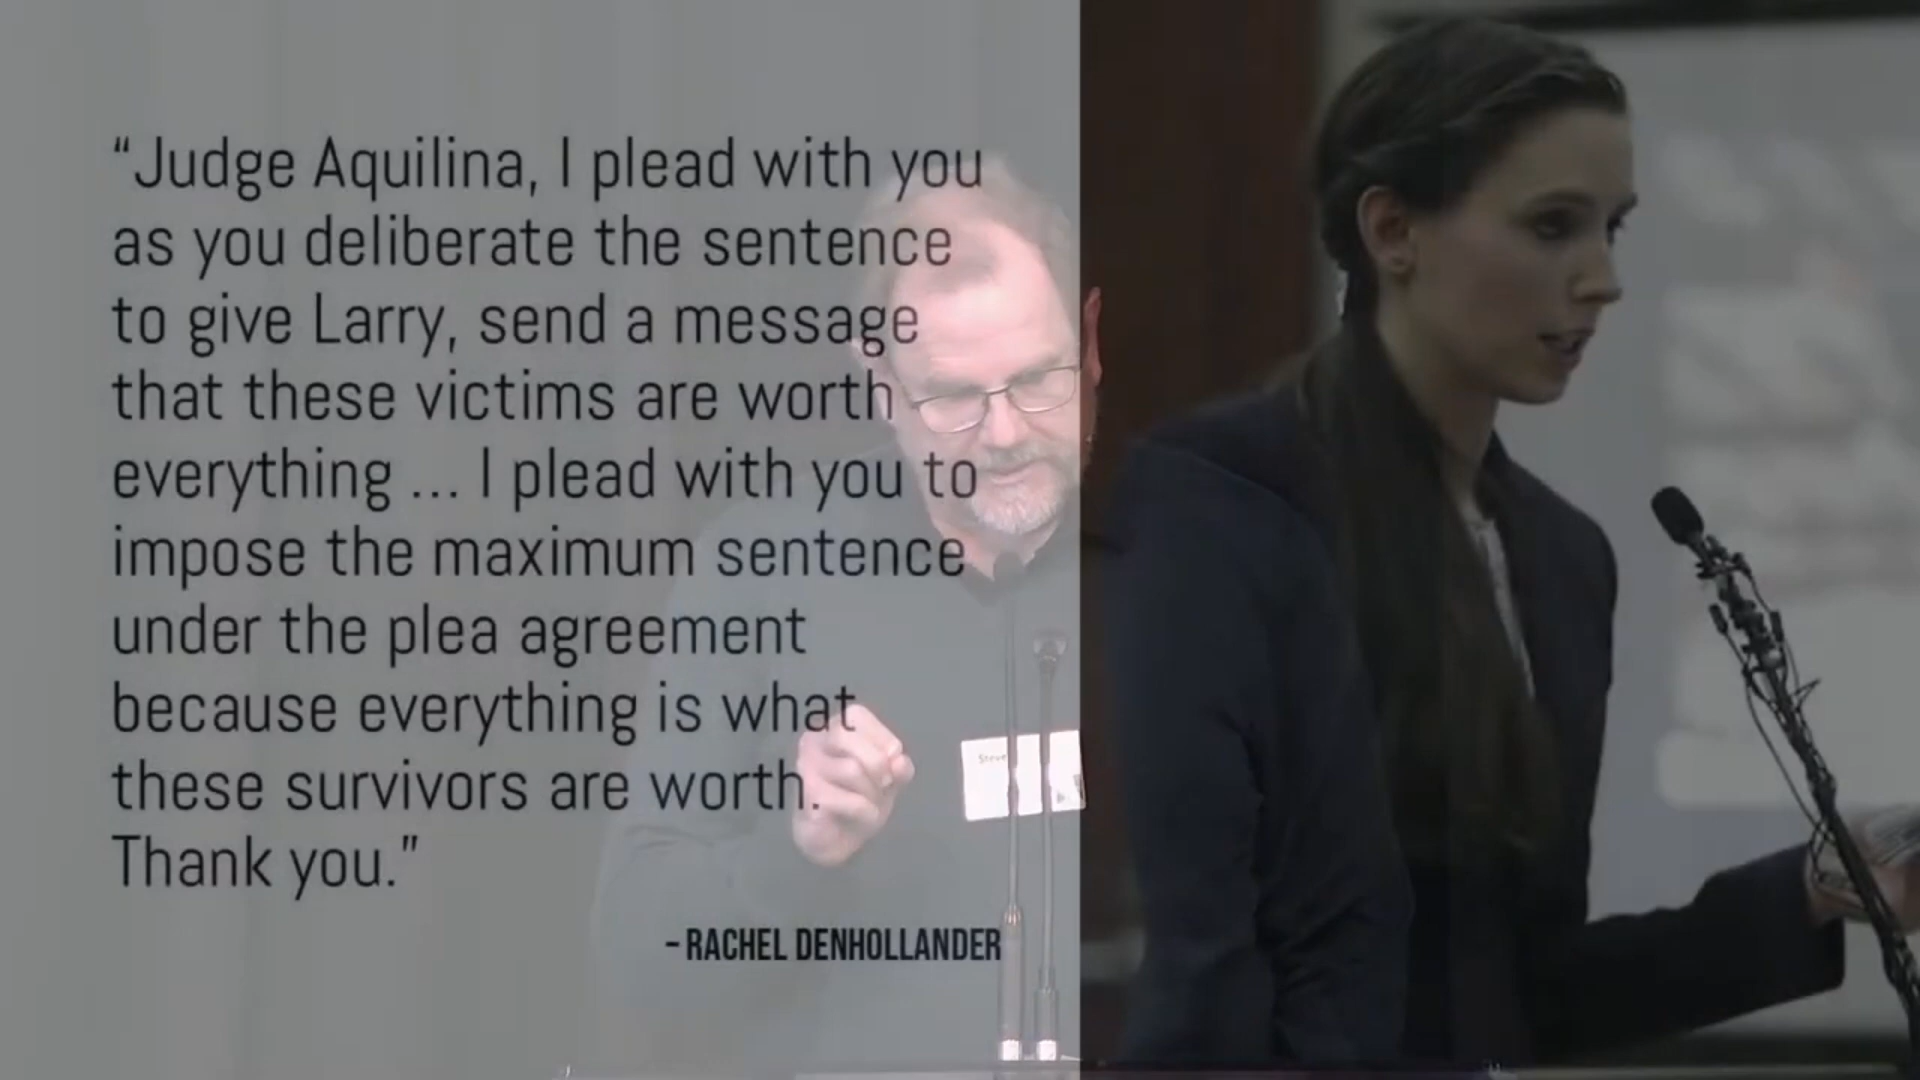 “Judge Aquilina, I plead with you
as you deliberate the sentence
to give Larry, send a message
that these victims are worth
everything ... I plead with you to
impose the maximum sentence
under the plea agreement
because everything is what
these survivors are worth.
Thank you.”
– RACHEL DENHOLLANDER
Steve